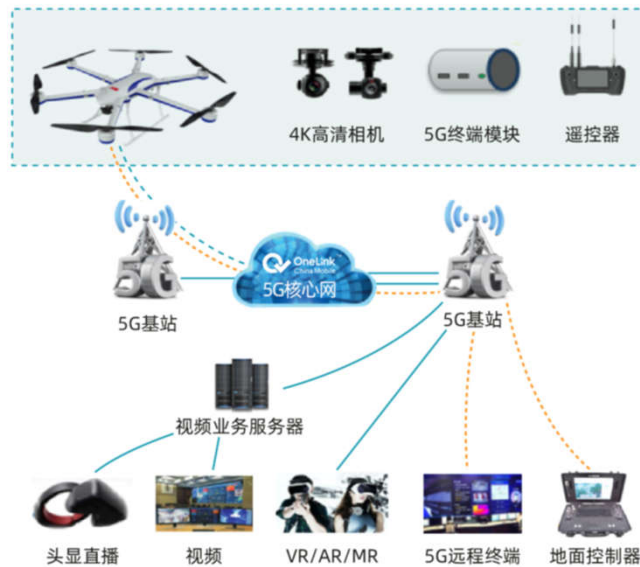 4K高清相机
5G终端模块
遥控器
5G
OneLink
China Mobile
5G核心网
5G
5G基站
5G基站
视频业务服务器
头显直播
视频
VR/AR/MR
5G远程终端
地面控制器